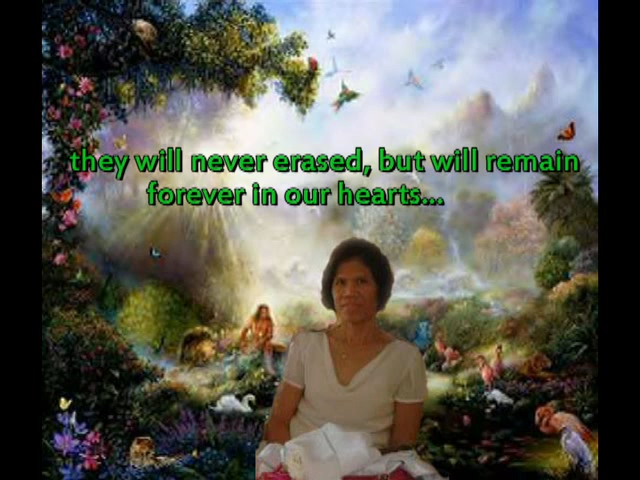 they will never erased, but will remain
forever in our hearts...